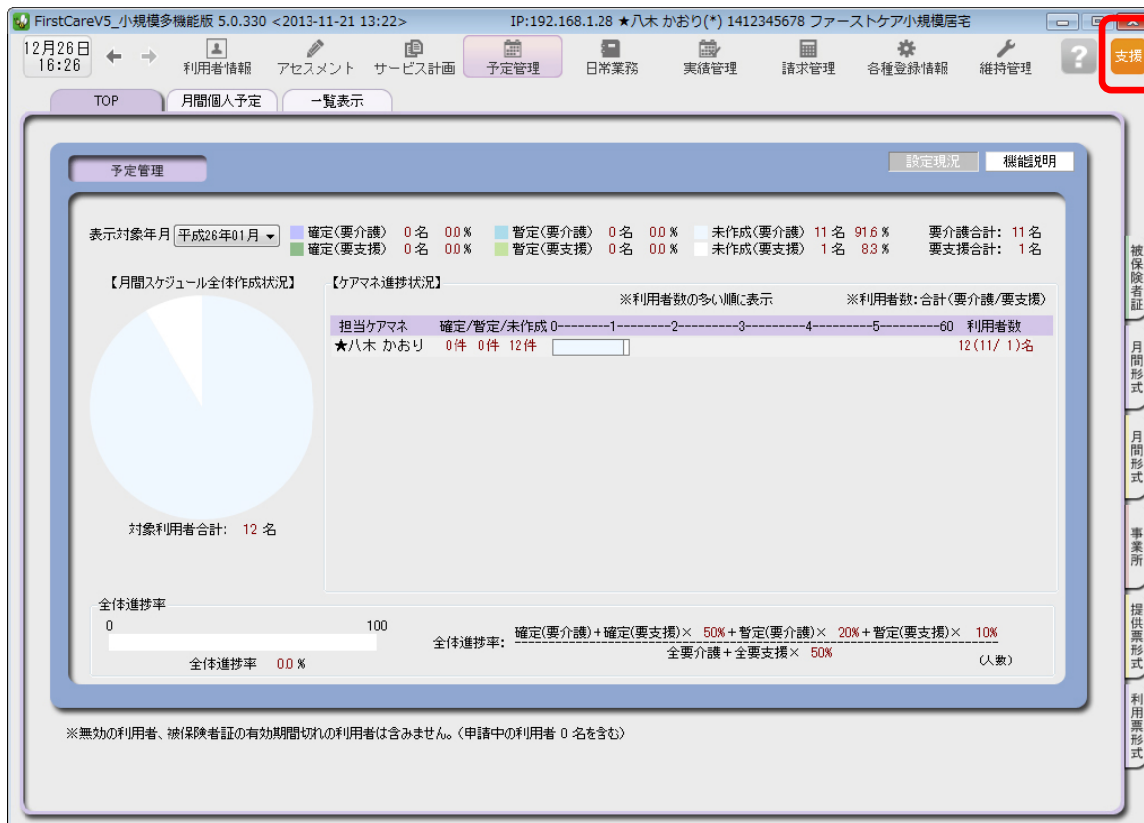 FirstCareV5_小規模多機能版 5.0.330 <2013-11-21 13:22> IP:192.168.1.28 ★八木 かおり(*) 1412345678 ファーストケア小規模居宅
12月26日
16:26
利用者情報 アセスメント サービス計画 予定管理 日常業務 実績管理 請求管理 各種登録情報 維持管理 ? 支援
TOP 月間個人予定 一覧表示
予定管理 設定現況 機能説明
表示対象年月 平成26年01月 確定(要介護) 0名 0.0% 暫定(要介護) 0名 0.0% 未作成(要介護) 11名 91.6% 要介護合計: 11名
確定(要支援) 0名 0.0% 暫定(要支援) 0名 0.0% 未作成(要支援) 1名 8.3% 要支援合計: 1名
【月間スケジュール全体作成状況】 【ケアマネ進捗状況】
※利用者数の多い順に表示 ※利用者数:合計(要介護/要支援)
担当ケアマネ 確定/暫定/未作成 0--------1--------2---------3---------4---------5----------60 利用者数
★八木 かおり 0件 0件 12件 12(11/ 1)名
対象利用者合計: 12 名
全体進捗率
0 100
全体進捗率 0.0 %
全体進捗率: 確定(要介護)+確定(要支援)× 50%+暫定(要介護)× 20%+暫定(要支援)× 10%
全要介護+全要支援× 50%
(人数)
※無効の利用者、被保険者証の有効期間切れの利用者は含みません。(申請中の利用者 0 名を含む)
被保険者証
月間形式
月間形式
事業所
提供票形式
利用票形式